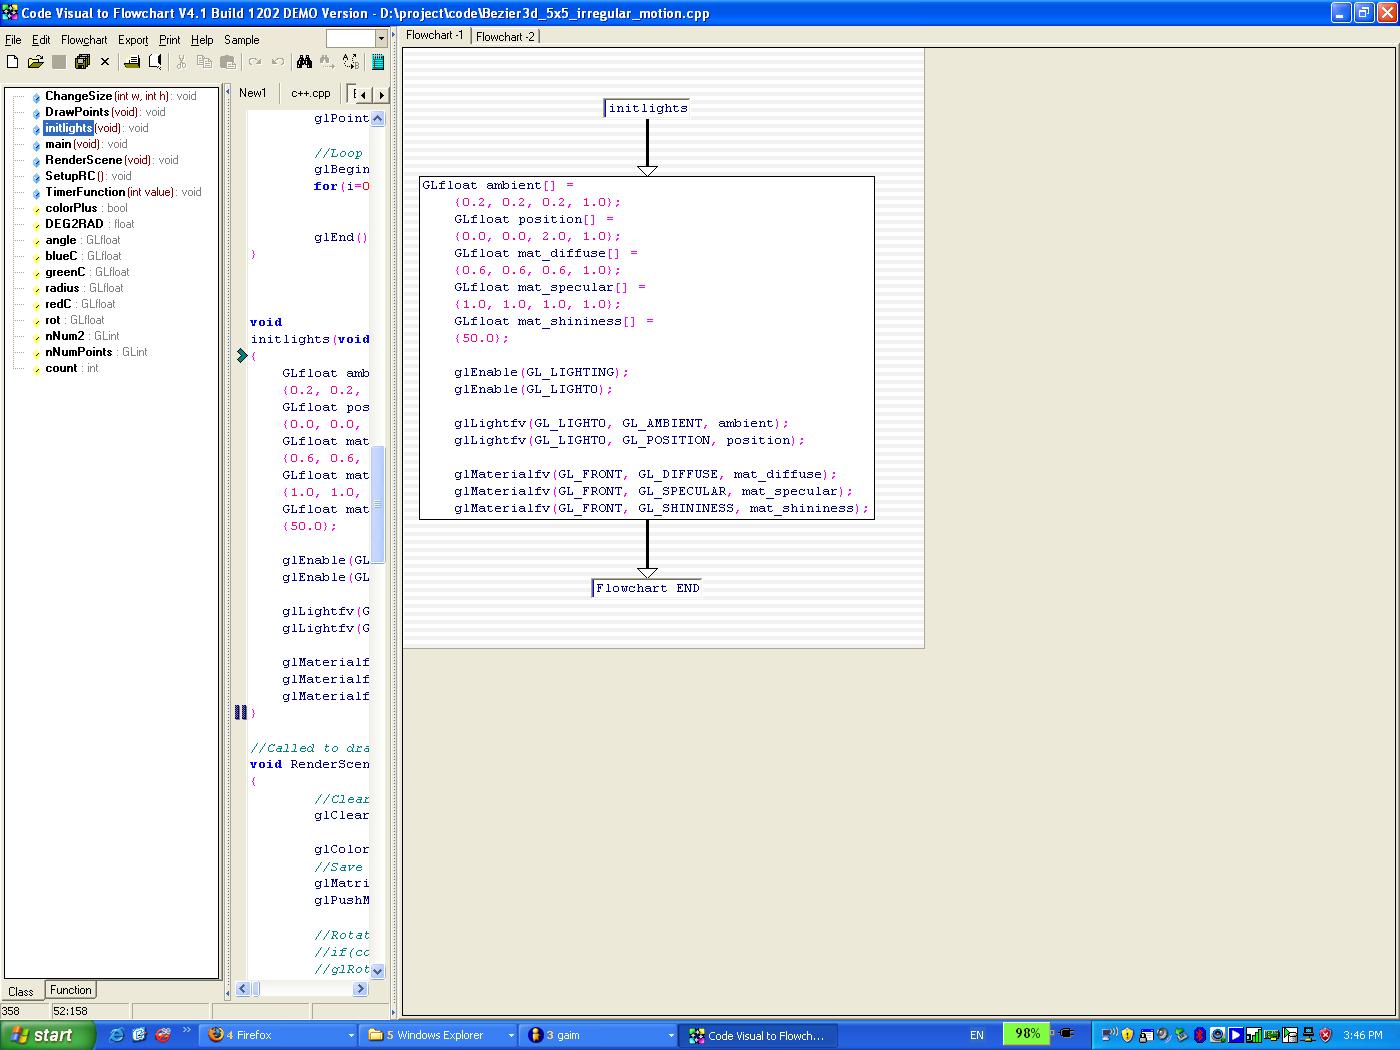 Code Visual to Flowchart V4.1 Build 1202 DEMO Version - D:\project\code\Bezier3d_5x5_irregular_motion.cpp
File Edit Flowchart Export Print Help Sample
ChangeSize(int w, int h) : void
DrawPoints(void) : void
initlights(void) : void
main(void) : void
RenderScene(void) : void
SetupRC() : void
TimerFunction(int value) : void
colorPlus : bool
DEG2RAD : float
angle : GLfloat
blueC : GLfloat
greenC : GLfloat
radius : GLfloat
redC : GLfloat
rot : GLfloat
nNum2 : GLint
nNumPoints : GLint
count : int
Class Function
358 52:158
New1 c++.cpp
glPoint
//Loop
glBegin
for(i=0
glEnd()
}
void
initlights(void
{
GLfloat amb
{0.2, 0.2,
GLfloat pos
{0.0, 0.0,
GLfloat mat
{0.6, 0.6,
GLfloat mat
{1.0, 1.0,
GLfloat mat
{50.0};
glEnable(GL
glEnable(GL
glLightfv(G
glLightfv(G
glMaterialf
glMaterialf
glMaterialf
}
//Called to dra
void RenderScen
{
//Clear
glClear
glColor
//Save
glMatri
glPushM
//Rotat
//if(co
//glRot
Flowchart -1 Flowchart -2
initlights
GLfloat ambient[] =
{0.2, 0.2, 0.2, 1.0};
GLfloat position[] =
{0.0, 0.0, 2.0, 1.0};
GLfloat mat_diffuse[] =
{0.6, 0.6, 0.6, 1.0};
GLfloat mat_specular[] =
{1.0, 1.0, 1.0, 1.0};
GLfloat mat_shininess[] =
{50.0};
glEnable(GL_LIGHTING);
glEnable(GL_LIGHT0);
glLightfv(GL_LIGHT0, GL_AMBIENT, ambient);
glLightfv(GL_LIGHT0, GL_POSITION, position);
glMaterialfv(GL_FRONT, GL_DIFFUSE, mat_diffuse);
glMaterialfv(GL_FRONT, GL_SPECULAR, mat_specular);
glMaterialfv(GL_FRONT, GL_SHININESS, mat_shininess);
Flowchart END
start 4 Firefox 5 Windows Explorer 3 gaim Code Visual to Flowch... EN 98% 3:46 PM